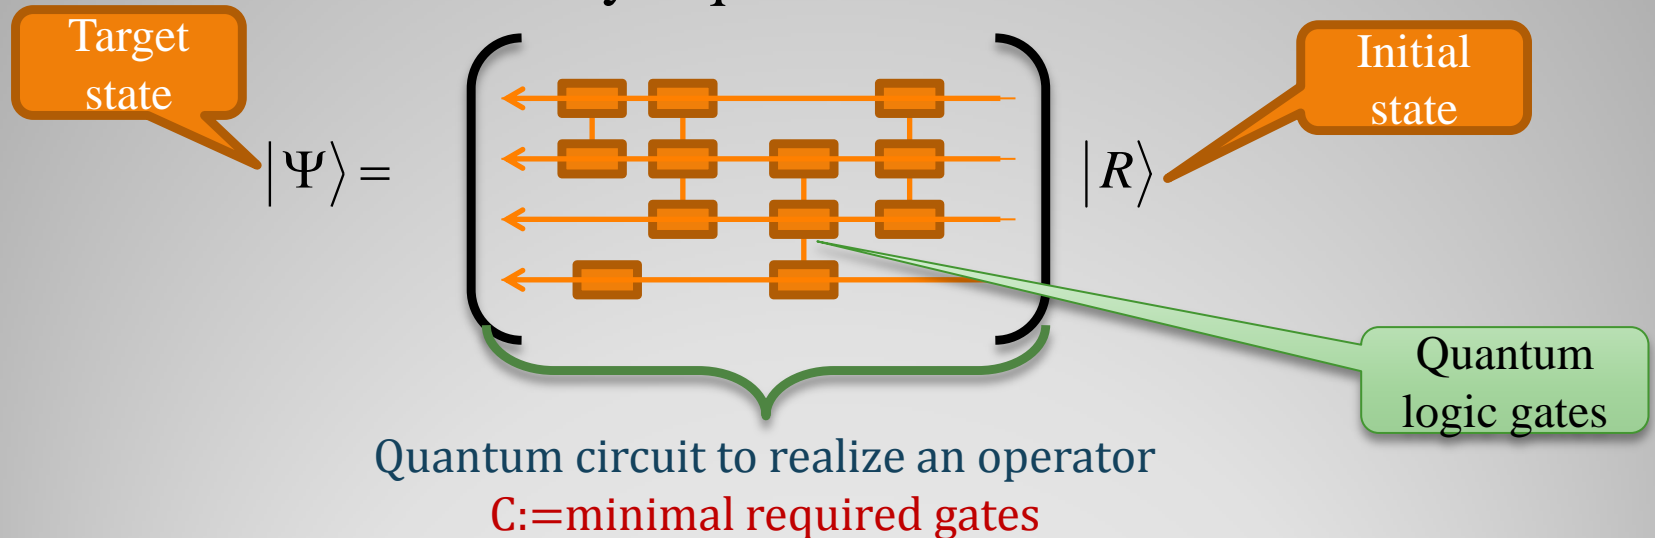 Target
state
Initial
state
|Ψ⟩ =
|R⟩
Quantum
logic gates
Quantum circuit to realize an operator
C:=minimal required gates